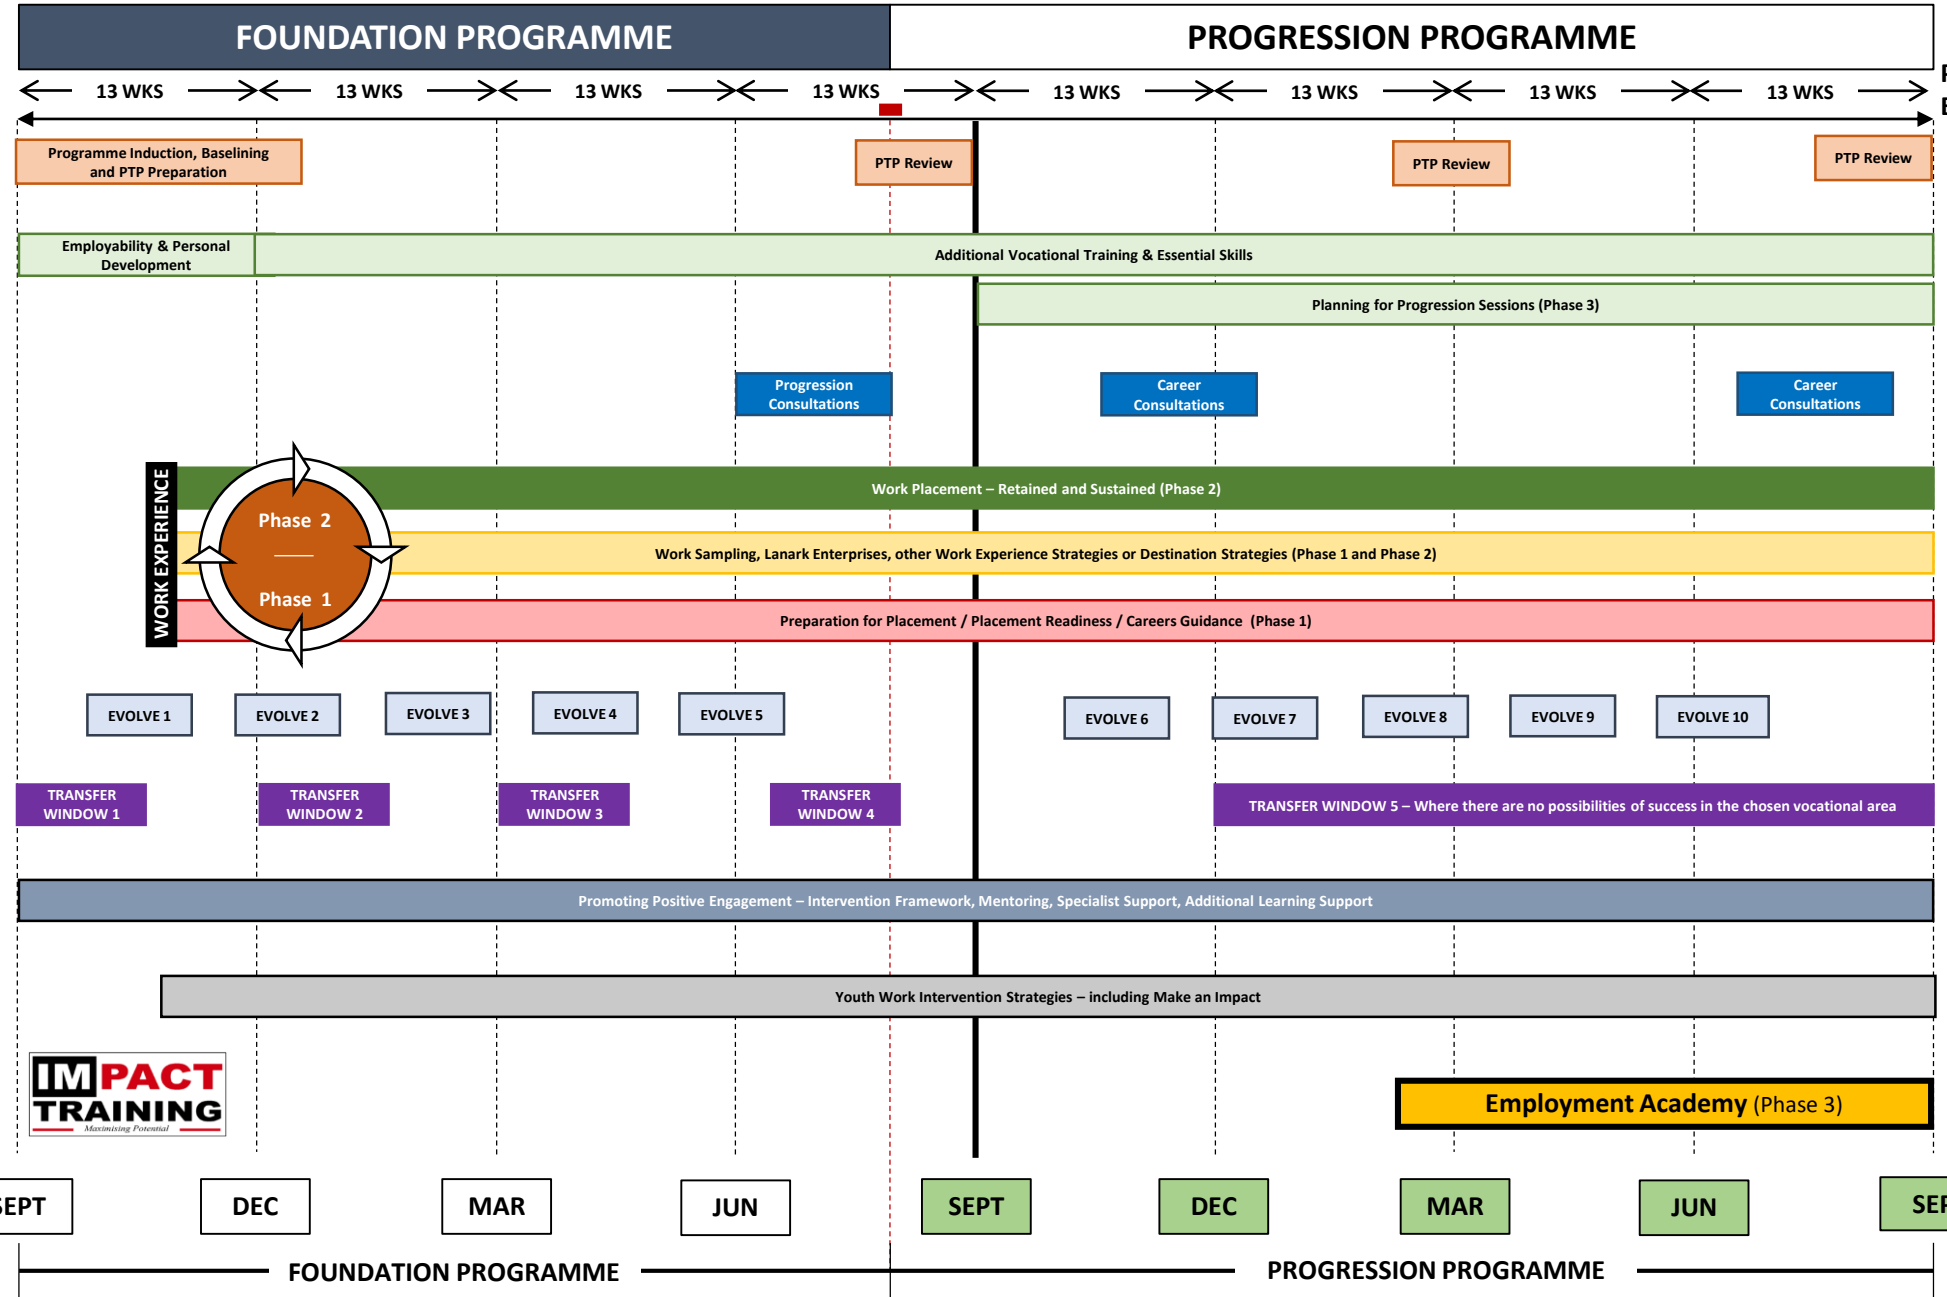 FOUNDATION PROGRAMME
PROGRESSION PROGRAMME
13 WKS
13 WKS
13 WKS
13 WKS
13 WKS
13 WKS
13 WKS
13 WKS
Programme Induction, Baselining
and PTP Preparation
PTP Review
PTP Review
PTP Review
Employability & Personal
Development
Additional Vocational Training & Essential Skills
Planning for Progression Sessions (Phase 3)
Progression
Consultations
Career
Consultations
Career
Consultations
WORK EXPERIENCE
Phase 2
Phase 1
Work Placement – Retained and Sustained (Phase 2)
Work Sampling, Lanark Enterprises, other Work Experience Strategies or Destination Strategies (Phase 1 and Phase 2)
Preparation for Placement / Placement Readiness / Careers Guidance (Phase 1)
EVOLVE 1
EVOLVE 2
EVOLVE 3
EVOLVE 4
EVOLVE 5
EVOLVE 6
EVOLVE 7
EVOLVE 8
EVOLVE 9
EVOLVE 10
TRANSFER
WINDOW 1
TRANSFER
WINDOW 2
TRANSFER
WINDOW 3
TRANSFER
WINDOW 4
TRANSFER WINDOW 5 – Where there are no possibilities of success in the chosen vocational area
Promoting Positive Engagement – Intervention Framework, Mentoring, Specialist Support, Additional Learning Support
Youth Work Intervention Strategies – including Make an Impact
IMPACT
TRAINING
Maximising Potential
Employment Academy (Phase 3)
SEPT
DEC
MAR
JUN
SEPT
DEC
MAR
JUN
FOUNDATION PROGRAMME
PROGRESSION PROGRAMME